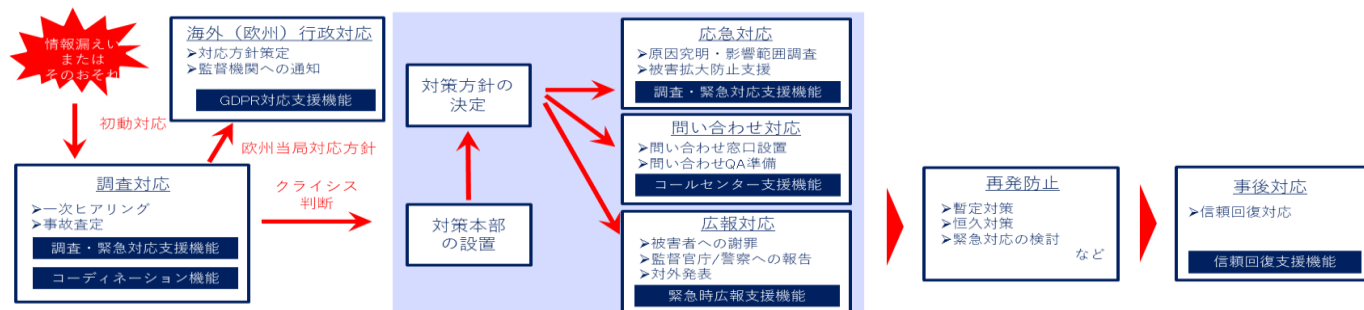 情報漏えい
または
そのおそれ
初動対応
海外（欧州）行政対応
➢対応方針策定
➢監督機関への通知
GDPR対応支援機能
欧州当局対応方針
調査対応
➢一次ヒアリング
➢事故査定
調査・緊急対応支援機能
コーディネーション機能
クライシス
判断
対策方針の
決定
対策本部
の設置
応急対応
➢原因究明・影響範囲調査
➢被害拡大防止支援
調査・緊急対応支援機能
問い合わせ対応
➢問い合わせ窓口設置
➢問い合わせQA準備
コールセンター支援機能
広報対応
➢被害者への謝罪
➢監督官庁/警察への報告
➢対外発表
緊急時広報支援機能
再発防止
➢暫定対策
➢恒久対策
➢緊急対応の検討
など
事後対応
➢信頼回復対応
信頼回復支援機能